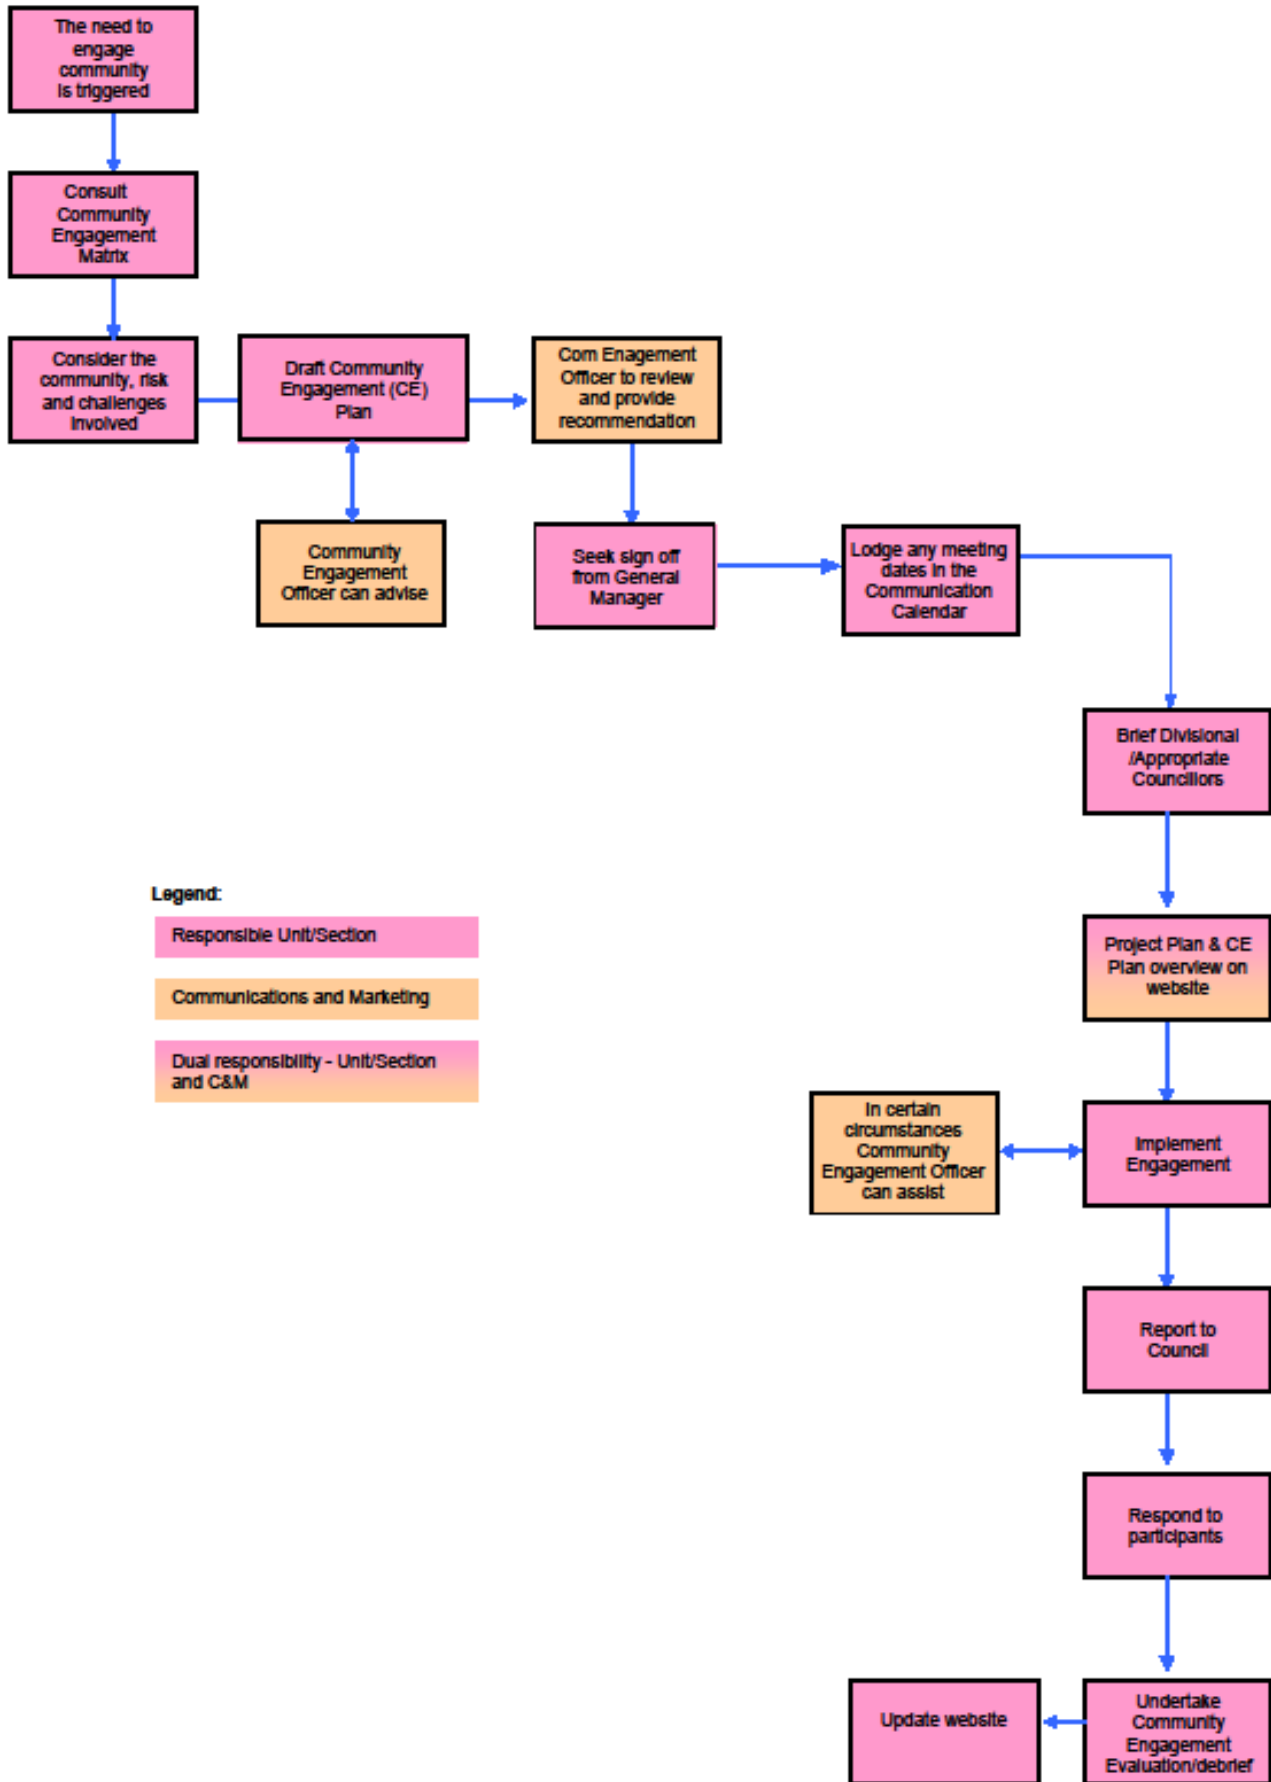 The need to
engage
community
is triggered
Consult
Community
Engagement
Matrix
Consider the
community, risk
and challenges
involved
Draft Community
Engagement (CE)
Plan
Com Enagement
Officer to review
and provide
recommendation
Community
Engagement
Officer can advise
Seek sign off
from General
Manager
Lodge any meeting
dates in the
Communication
Calendar
Brief Divisional
/Appropriate
Councillors
Legend:
Responsible Unit/Section
Communications and Marketing
Dual responsibility - Unit/Section
and C&M
Project Plan & CE
Plan overview on
website
In certain
circumstances
Community
Engagement Officer
can assist
Implement
Engagement
Report to
Council
Respond to
participants
Undertake
Community
Engagement
Evaluation/debrief
Update website